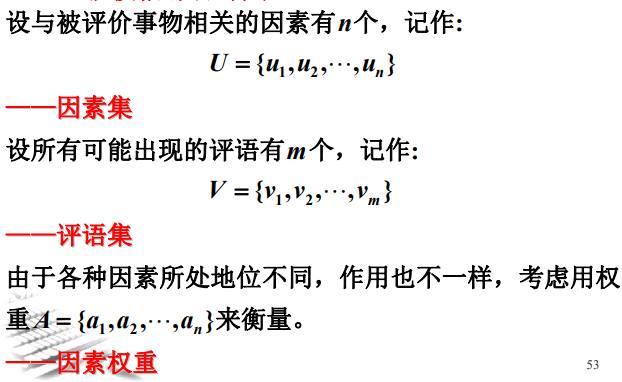 设与被评价事物相关的因素有n个，记作:
U = {u₁,u₂,⋯,uₙ}
——因素集
设所有可能出现的评语有m个，记作:
V = {v₁,v₂,⋯,vₘ}
——评语集
由于各种因素所处地位不同，作用也不一样，考虑用权
重A = {a₁,a₂,⋯,aₙ}来衡量。
——因素权重
53